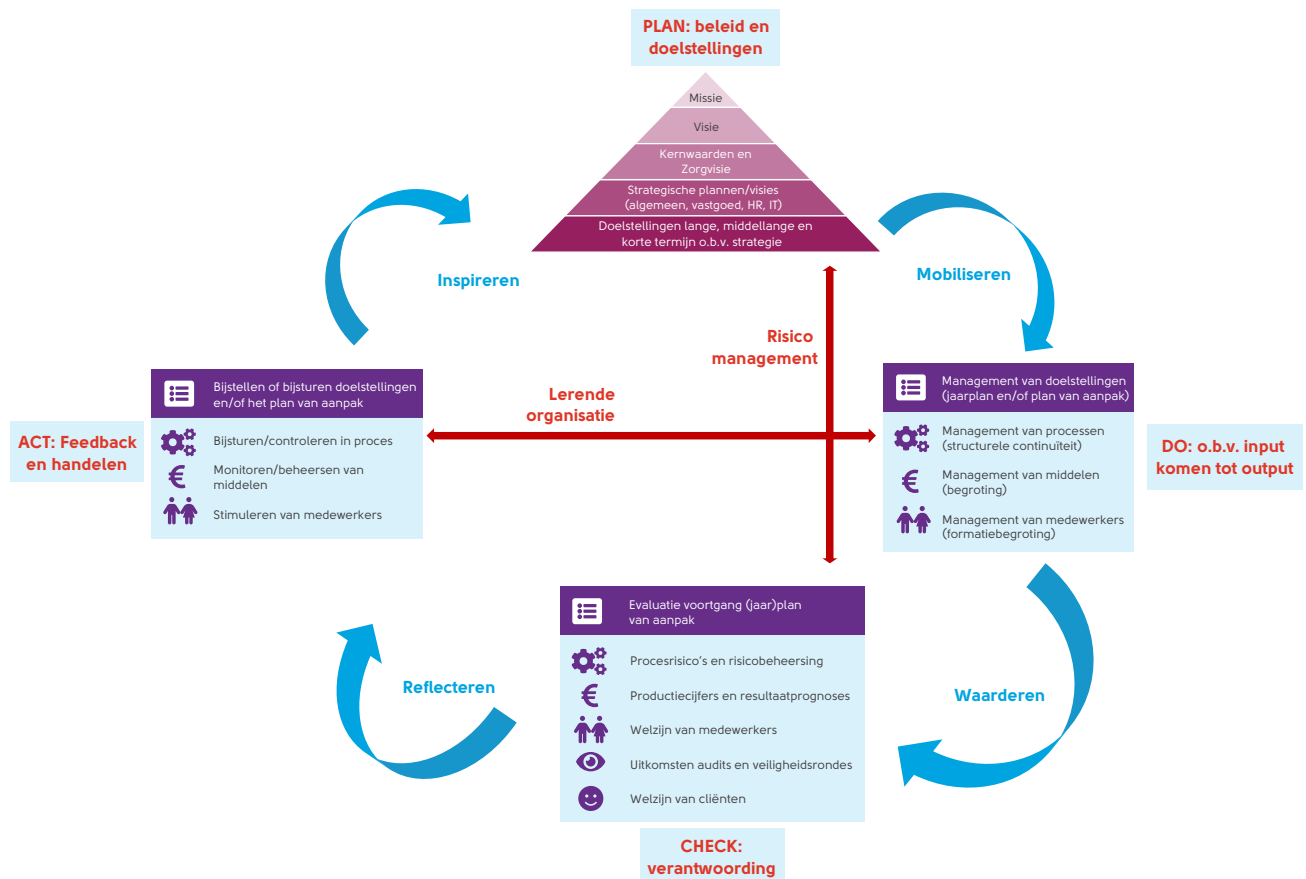 PLAN: beleid en
doelstellingen
Missie
Visie
Kernwaarden en
Zorgvisie
Strategische plannen/visies
(algemeen, vastgoed, HR, IT)
Doelstellingen lange, middellange en
korte termijn o.b.v. strategie
Inspireren
Mobiliseren
Risico
management
Lerende
organisatie
ACT: Feedback
en handelen
Bijstellen of bijsturen doelstellingen
en/of het plan van aanpak
Bijsturen/controleren in proces
Monitoren/beheersen van
middelen
Stimuleren van medewerkers
Management van doelstellingen
(jaarplan en/of plan van aanpak)
Management van processen
(structurele continuïteit)
Management van middelen
(begroting)
Management van medewerkers
(formatiebegroting)
DO: o.b.v. input
komen tot output
Reflecteren
Waarderen
Evaluatie voortgang (jaar)plan
van aanpak
Procesrisico's en risicobeheersing
Productiecijfers en resultaatprognoses
Welzijn van medewerkers
Uitkomsten audits en veiligheidsrondes
Welzijn van cliënten
CHECK:
verantwoording